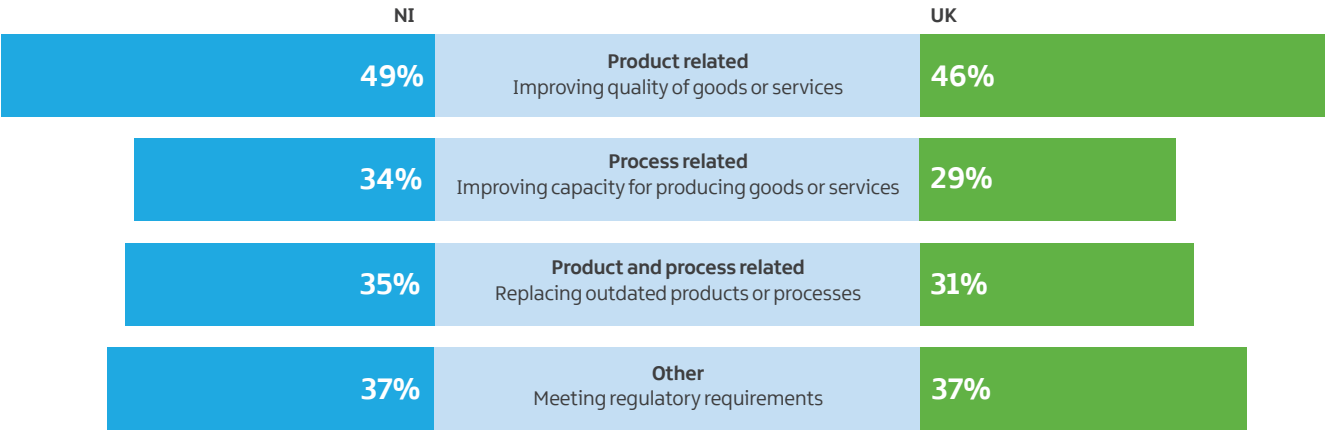 NI UK
49% Product related 46%
Improving quality of goods or services
34% Process related 29%
Improving capacity for producing goods or services
35% Product and process related 31%
Replacing outdated products or processes
37% Other 37%
Meeting regulatory requirements